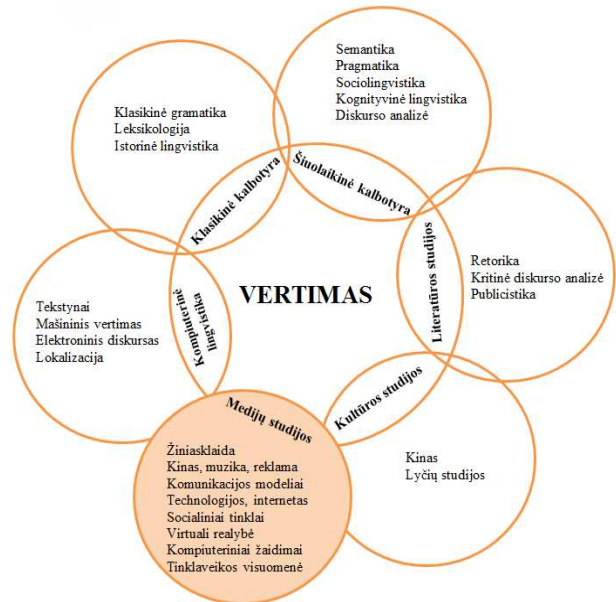 Semantika
Pragmatika
Sociolingvistika
Kognityvinė lingvistika
Diskurso analizė
Klasikinė gramatika
Leksikologija
Istorinė lingvistika
Klasikinė kalbotyra
Šiuolaikinė kalbotyra
Retorika
Kritinė diskurso analizė
Publicistika
Literatūros studijos
VERTIMAS
Tekstynai
Mašininis vertimas
Elektroninis diskursas
Lokalizacija
Kompiuterinė
lingvistika
Medijų studijos
Kultūros studijos
Kinas
Lyčių studijos
Žiniasklaida
Kinas, muzika, reklama
Komunikacijos modeliai
Technologijos, internetas
Socialiniai tinklai
Virtuali realybė
Kompiuteriniai žaidimai
Tinklaveikos visuomenė